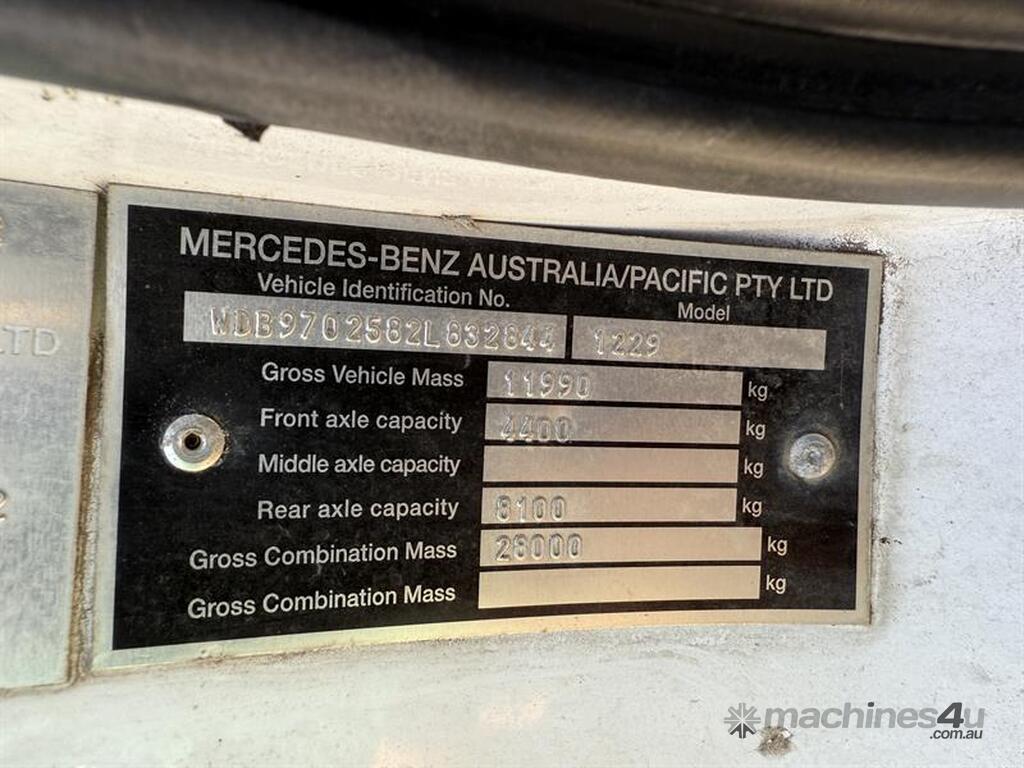 MERCEDES-BENZ AUSTRALIA/PACIFIC PTY LTD
Vehicle Identification No. Model
WDB9702582L832844 1229
Gross Vehicle Mass 11990 kg
Front axle capacity 4400 kg
Middle axle capacity kg
Rear axle capacity 8100 kg
Gross Combination Mass 28000 kg
Gross Combination Mass kg
LTD
2
machines4u
.com.au